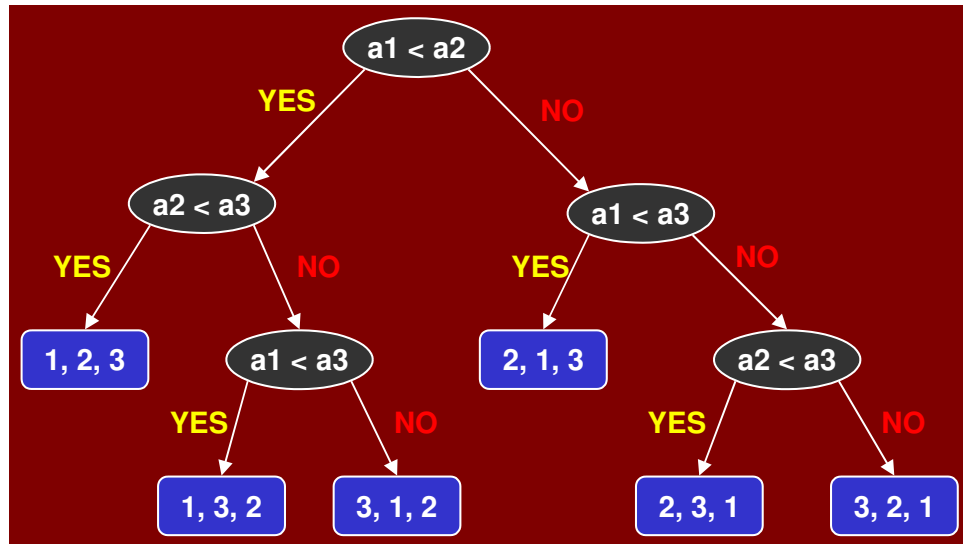 a1 < a2
YES
NO
a2 < a3
a1 < a3
YES
NO
YES
NO
1, 2, 3
a1 < a3
2, 1, 3
a2 < a3
YES
NO
YES
NO
1, 3, 2
3, 1, 2
2, 3, 1
3, 2, 1